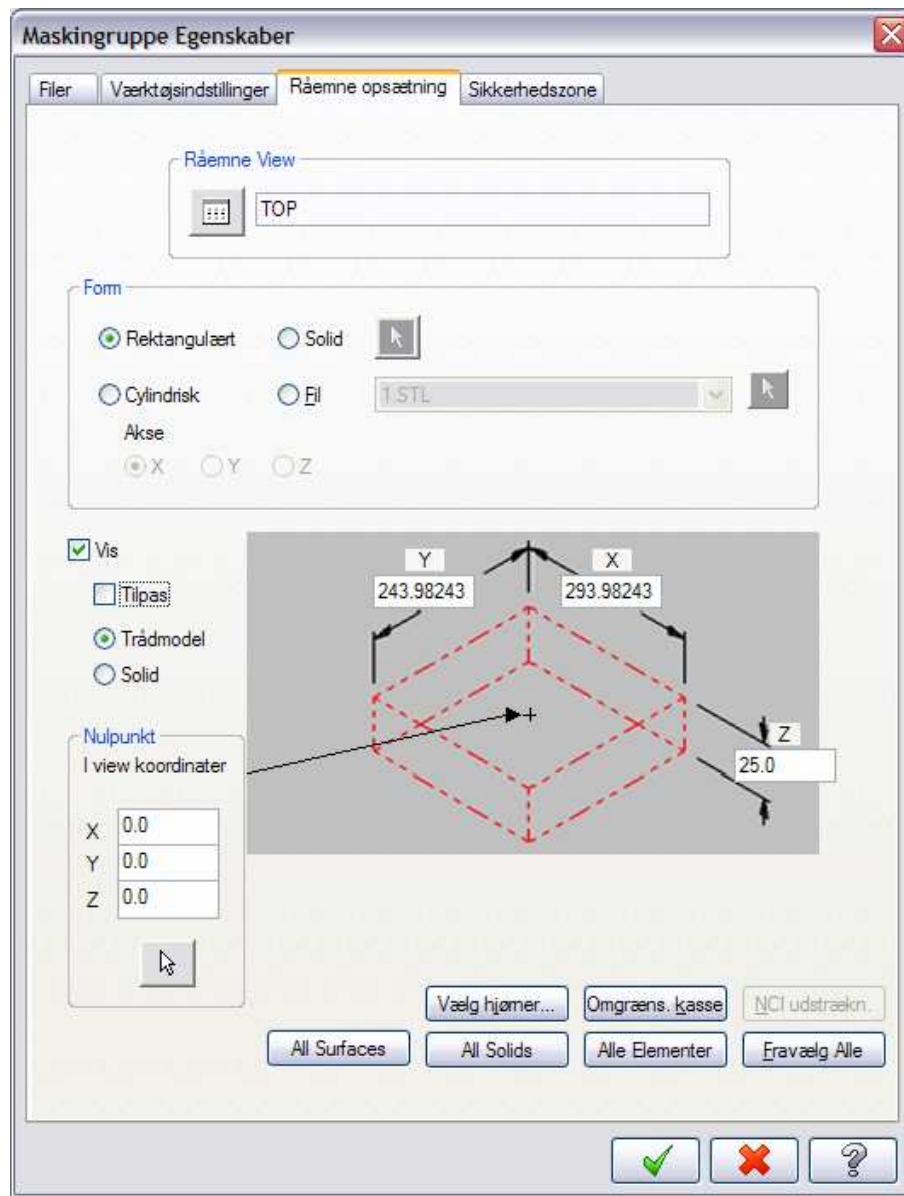 Maskingruppe Egenskaber
Filer Værktøjsindstillinger Råemne opsætning Sikkerhedszone
Råemne View
TOP
Form
Rektangulært Solid
Cylindrisk Fil 1.STL
Akse
X Y Z
Vis
Tilpas
Trådmodel
Solid
Y X
243.98243 293.98243
Z
25.0
Nulpunkt
I view koordinater
X 0.0
Y 0.0
Z 0.0
Vælg hjørner... Omgræns. kasse NCI udstrækn.
All Surfaces All Solids Alle Elementer Fravælg Alle